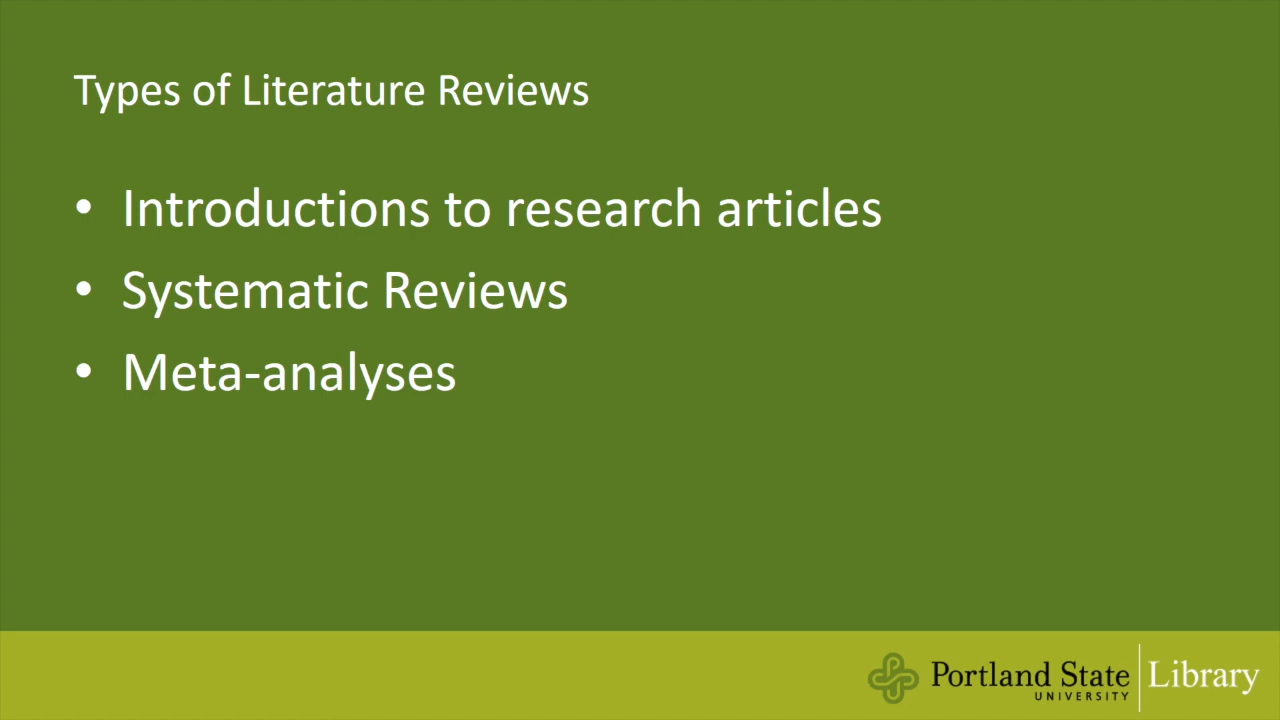 Types of Literature Reviews
• Introductions to research articles
• Systematic Reviews
• Meta-analyses
Portland State
UNIVERSITY
Library